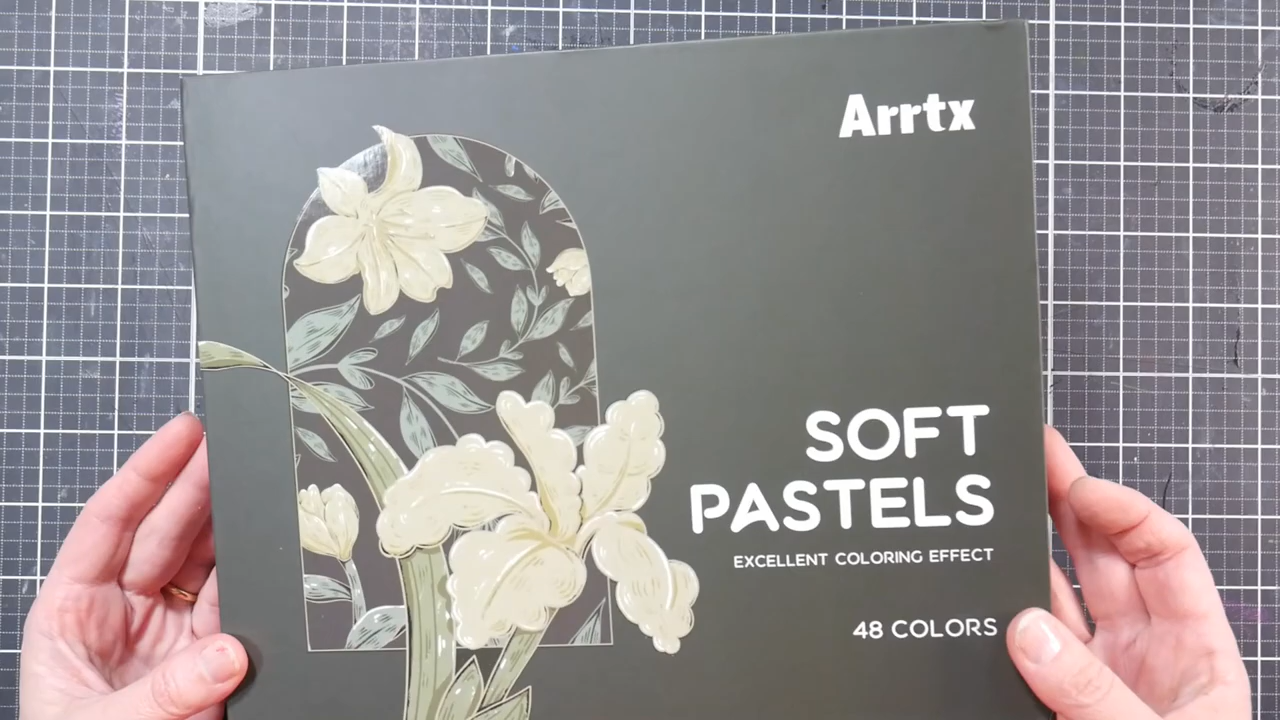 Arrtx
SOFT
PASTELS
EXCELLENT COLORING EFFECT
48 COLORS